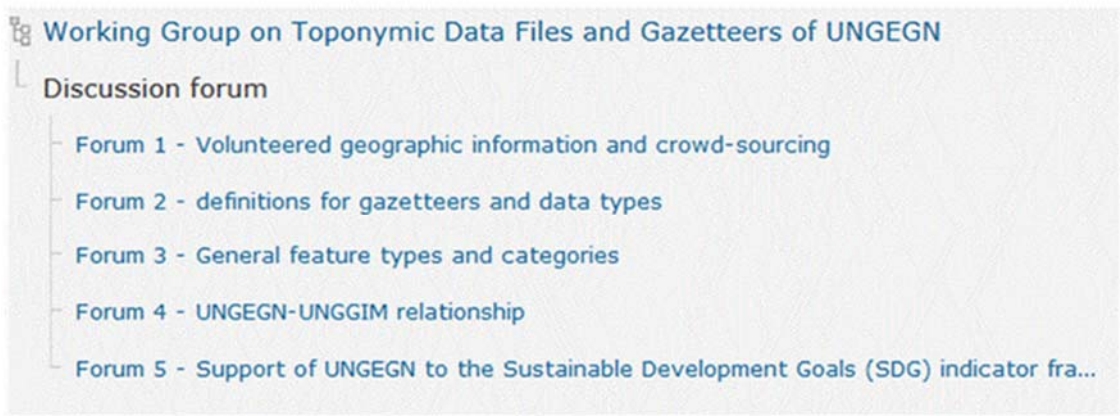 Working Group on Toponymic Data Files and Gazetteers of UNGEGN
Discussion forum
Forum 1 - Volunteered geographic information and crowd-sourcing
Forum 2 - definitions for gazetteers and data types
Forum 3 - General feature types and categories
Forum 4 - UNGEGN-UNGGIM relationship
Forum 5 - Support of UNGEGN to the Sustainable Development Goals (SDG) indicator fra...